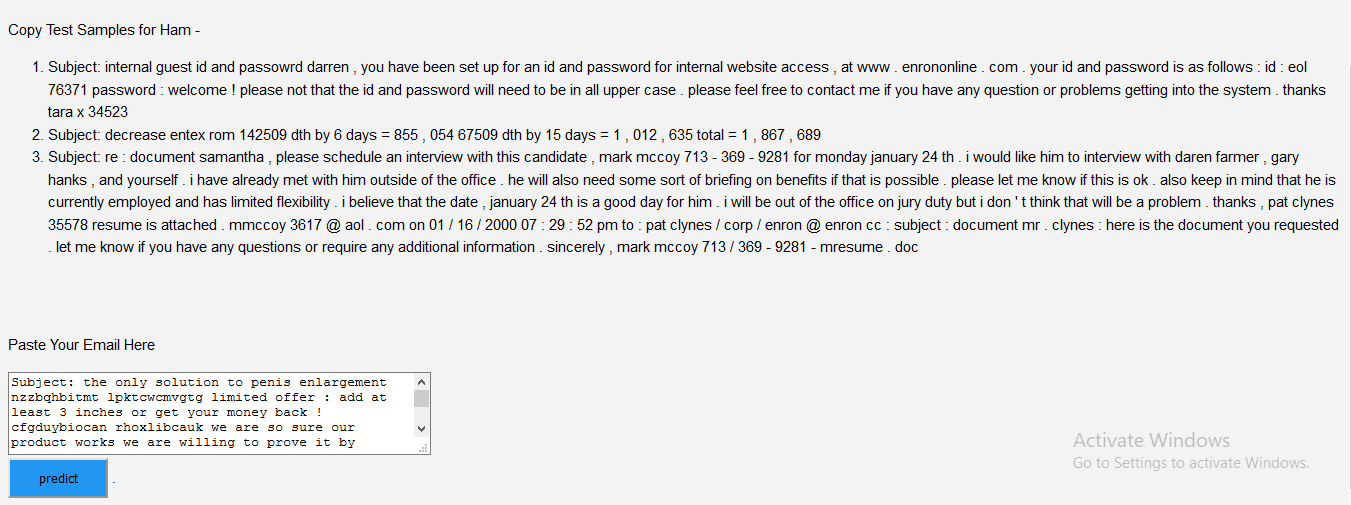 Copy Test Samples for Ham -
1. Subject: internal guest id and passowrd darren , you have been set up for an id and password for internal website access , at www . enrononline . com . your id and password is as follows : id : eol
76371 password : welcome ! please not that the id and password will need to be in all upper case . please feel free to contact me if you have any question or problems getting into the system . thanks
tara x 34523
2. Subject: decrease entex rom 142509 dth by 6 days = 855 , 054 67509 dth by 15 days = 1 , 012 , 635 total = 1 , 867 , 689
3. Subject: re : document samantha , please schedule an interview with this candidate , mark mccoy 713 - 369 - 9281 for monday january 24 th . i would like him to interview with daren farmer , gary
hanks , and yourself . i have already met with him outside of the office . he will also need some sort of briefing on benefits if that is possible . please let me know if this is ok . also keep in mind that he is
currently employed and has limited flexibility . i believe that the date , january 24 th is a good day for him . i will be out of the office on jury duty but i don ' t think that will be a problem . thanks , pat clynes
35578 resume is attached . mmccoy 3617 @ aol . com on 01 / 16 / 2000 07 : 29 : 52 pm to : pat clynes / corp / enron @ enron cc : subject : document mr . clynes : here is the document you requested
. let me know if you have any questions or require any additional information . sincerely , mark mccoy 713 / 369 - 9281 - mresume . doc
Paste Your Email Here
Subject: the only solution to penis enlargement
nzzbqhbitmt lpktcwcmvgtg limited offer : add at
least 3 inches or get your money back !
cfgduybiocan rhoxlibcauk we are so sure our
product works we are willing to prove it by
predict .
Activate Windows
Go to Settings to activate Windows.